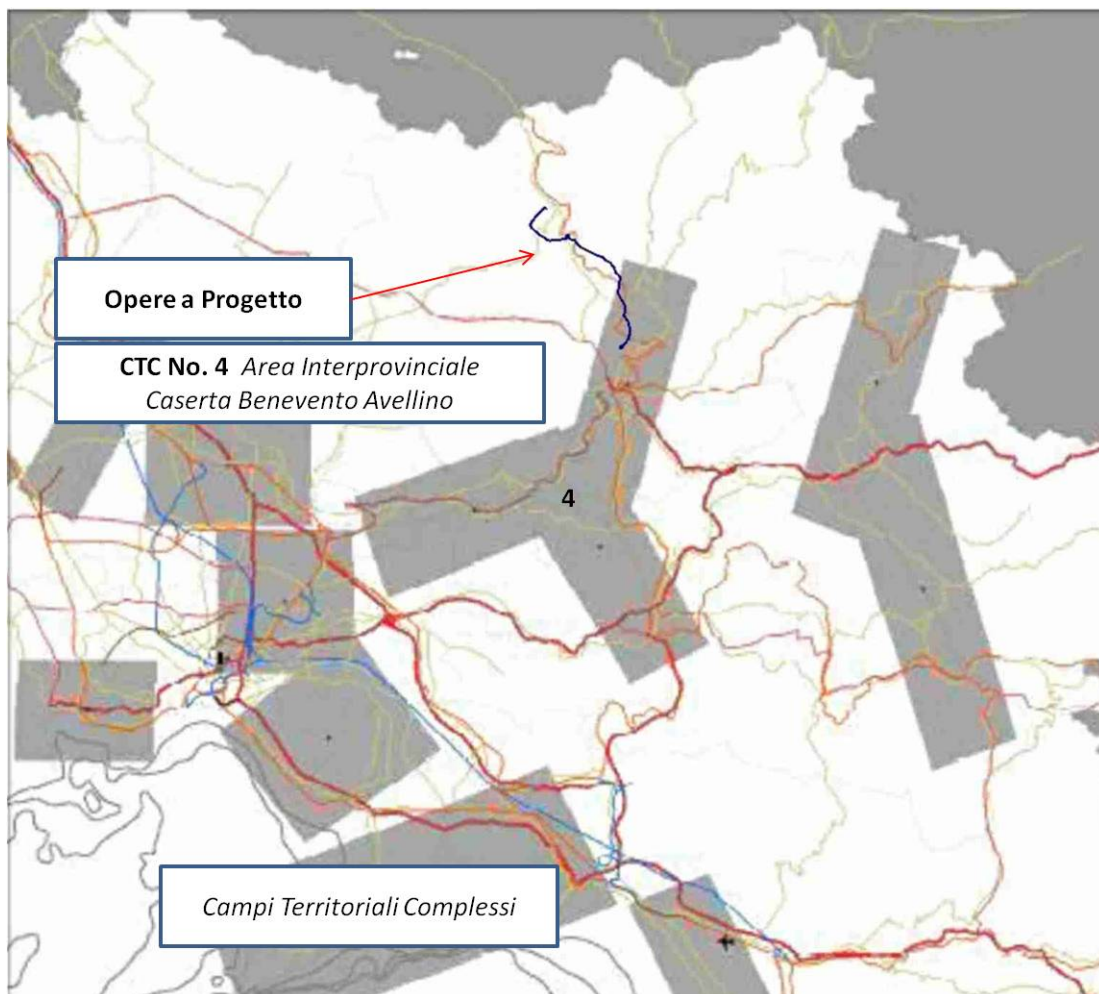 Opere a Progetto
CTC No. 4 Area Interprovinciale
Caserta Benevento Avellino
4
Campi Territoriali Complessi